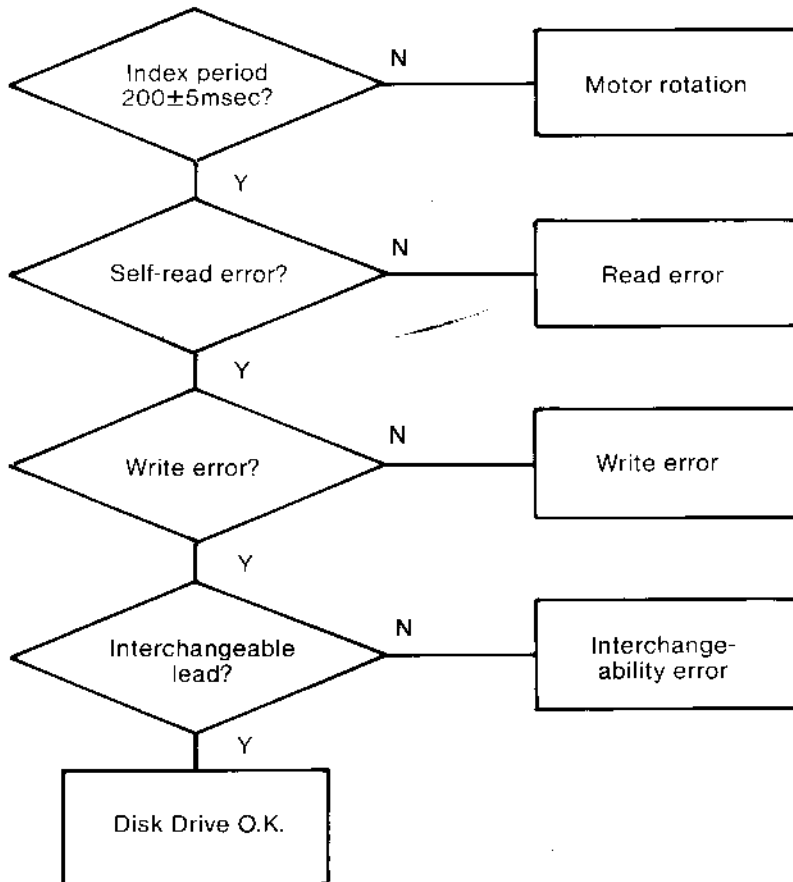 Index period
200±5msec?
N
Motor rotation
Y
Self-read error?
N
Read error
Y
Write error?
N
Write error
Y
Interchangeable
lead?
N
Interchange-
ability error
Y
Disk Drive O.K.